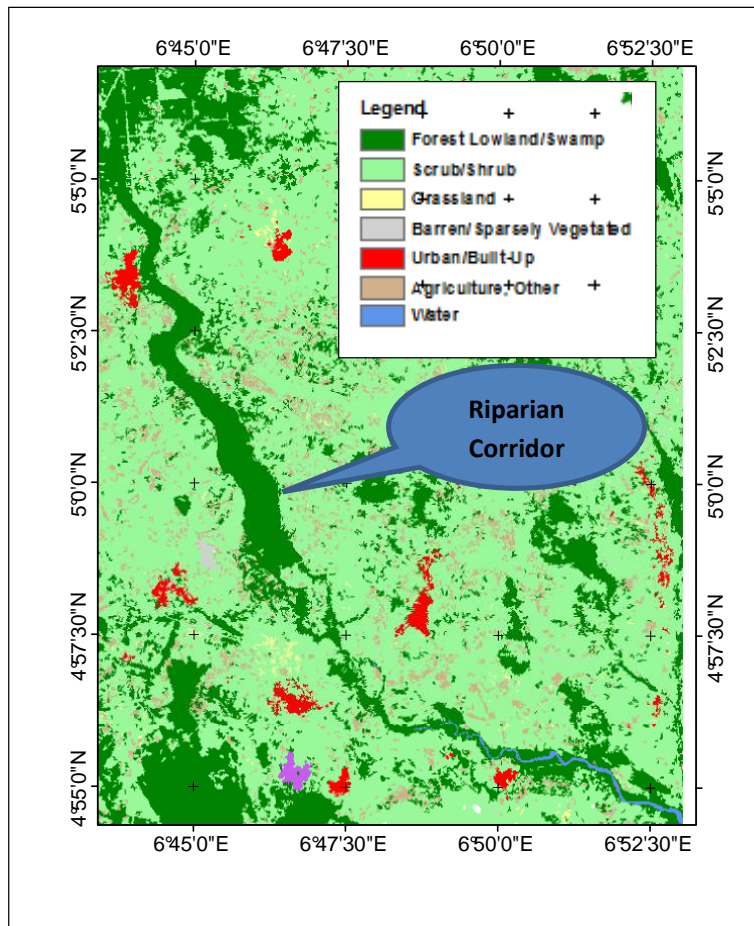 6°45'0"E 6°47'30"E 6°50'0"E 6°52'30"E
Legend
Forest Lowland/Swamp
Scrub/Shrub
Grassland
Barren/Sparsely Vegetated
Urban/Built-Up
Agriculture, Other
Water
5°5'0"N 5°5'0"N
5°2'30"N 5°2'30"N
Riparian
Corridor
5°0'0"N 5°0'0"N
4°57'30"N 4°57'30"N
4°55'0"N 4°55'0"N
6°45'0"E 6°47'30"E 6°50'0"E 6°52'30"E